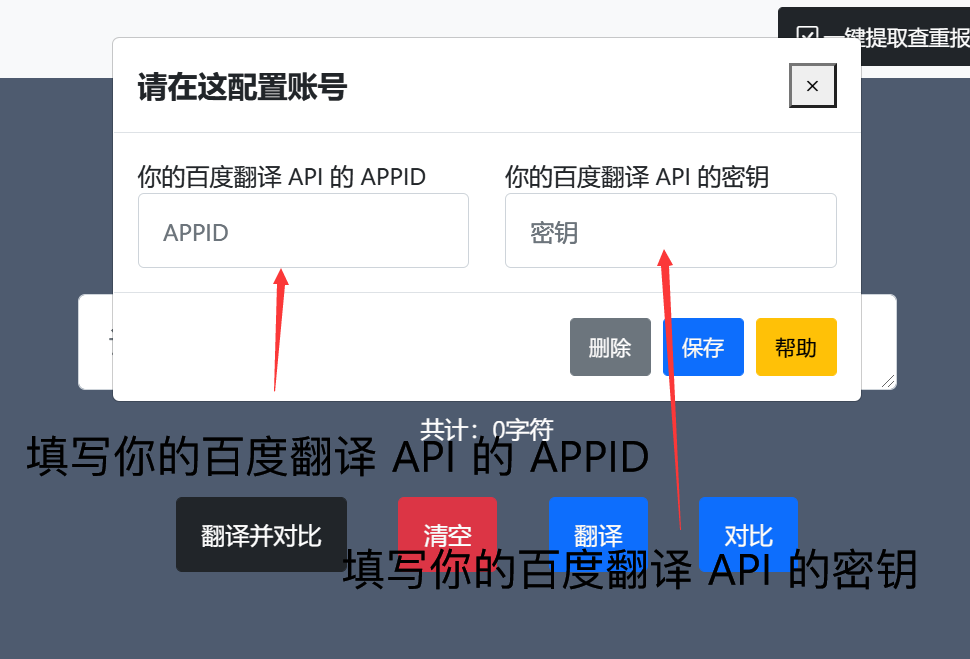 一键提取查重报
请在这配置账号
×
你的百度翻译 API 的 APPID
你的百度翻译 API 的密钥
APPID
密钥
删除
保存
帮助
共计：0字符
填写你的百度翻译 API 的 APPID
翻译并对比
清空
翻译
对比
填写你的百度翻译 API 的密钥